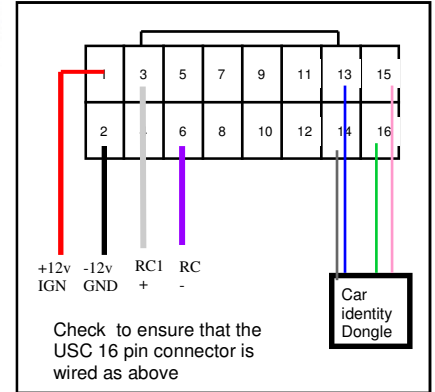 1 3 5 7 9 11 13 15
2 4 6 8 10 12 14 16
+12v -12v RC1 RC
IGN GND + -
Car
identity
Dongle
Check to ensure that the
USC 16 pin connector is
wired as above